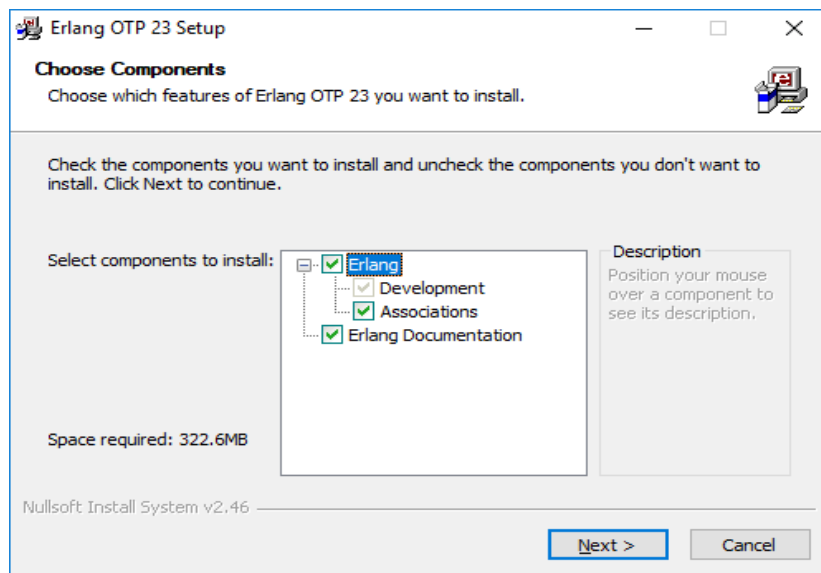 Erlang OTP 23 Setup
Choose Components
Choose which features of Erlang OTP 23 you want to install.
Check the components you want to install and uncheck the components you don't want to
install. Click Next to continue.
Select components to install:
Erlang
Development
Associations
Erlang Documentation
Description
Position your mouse
over a component to
see its description.
Space required: 322.6MB
Nullsoft Install System v2.46
Next >
Cancel